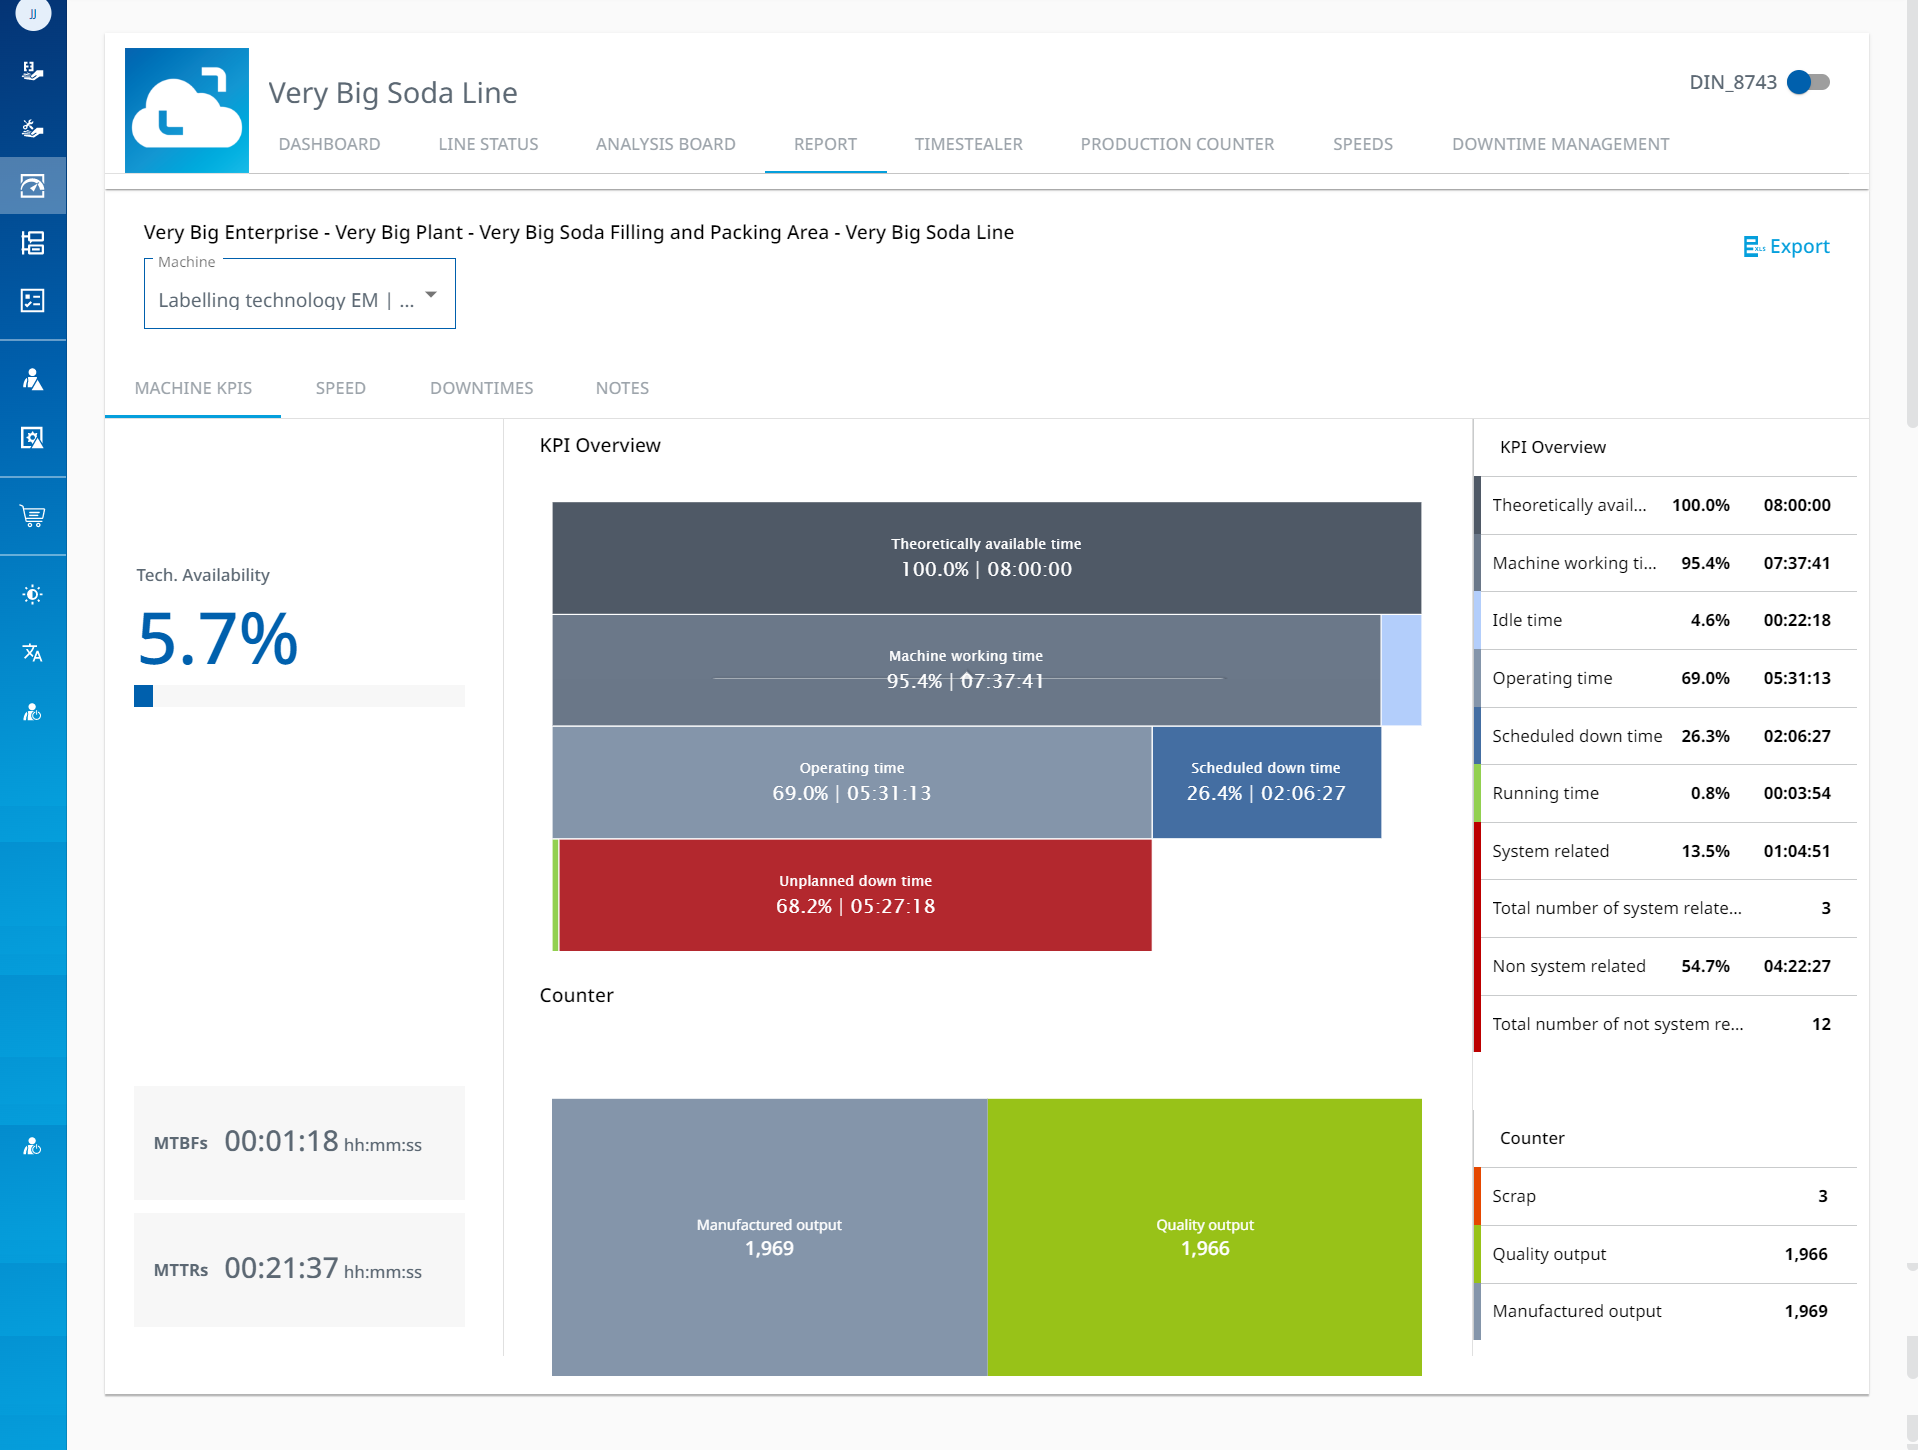 JJ
Very Big Soda Line
DIN_8743
DASHBOARD LINE STATUS ANALYSIS BOARD REPORT TIMESTEALER PRODUCTION COUNTER SPEEDS DOWNTIME MANAGEMENT
Very Big Enterprise - Very Big Plant - Very Big Soda Filling and Packing Area - Very Big Soda Line
XLS Export
Machine
Labelling technology EM | ...
MACHINE KPIS SPEED DOWNTIMES NOTES
Tech. Availability
5.7%
MTBFs 00:01:18 hh:mm:ss
MTTRs 00:21:37 hh:mm:ss
KPI Overview
Theoretically available time
100.0% | 08:00:00
Machine working time
95.4% | 07:37:41
Operating time
69.0% | 05:31:13
Scheduled down time
26.4% | 02:06:27
Unplanned down time
68.2% | 05:27:18
Counter
Manufactured output
1,969
Quality output
1,966
KPI Overview
Theoretically avail... 100.0% 08:00:00
Machine working ti... 95.4% 07:37:41
Idle time 4.6% 00:22:18
Operating time 69.0% 05:31:13
Scheduled down time 26.3% 02:06:27
Running time 0.8% 00:03:54
System related 13.5% 01:04:51
Total number of system relate... 3
Non system related 54.7% 04:22:27
Total number of not system re... 12
Counter
Scrap 3
Quality output 1,966
Manufactured output 1,969